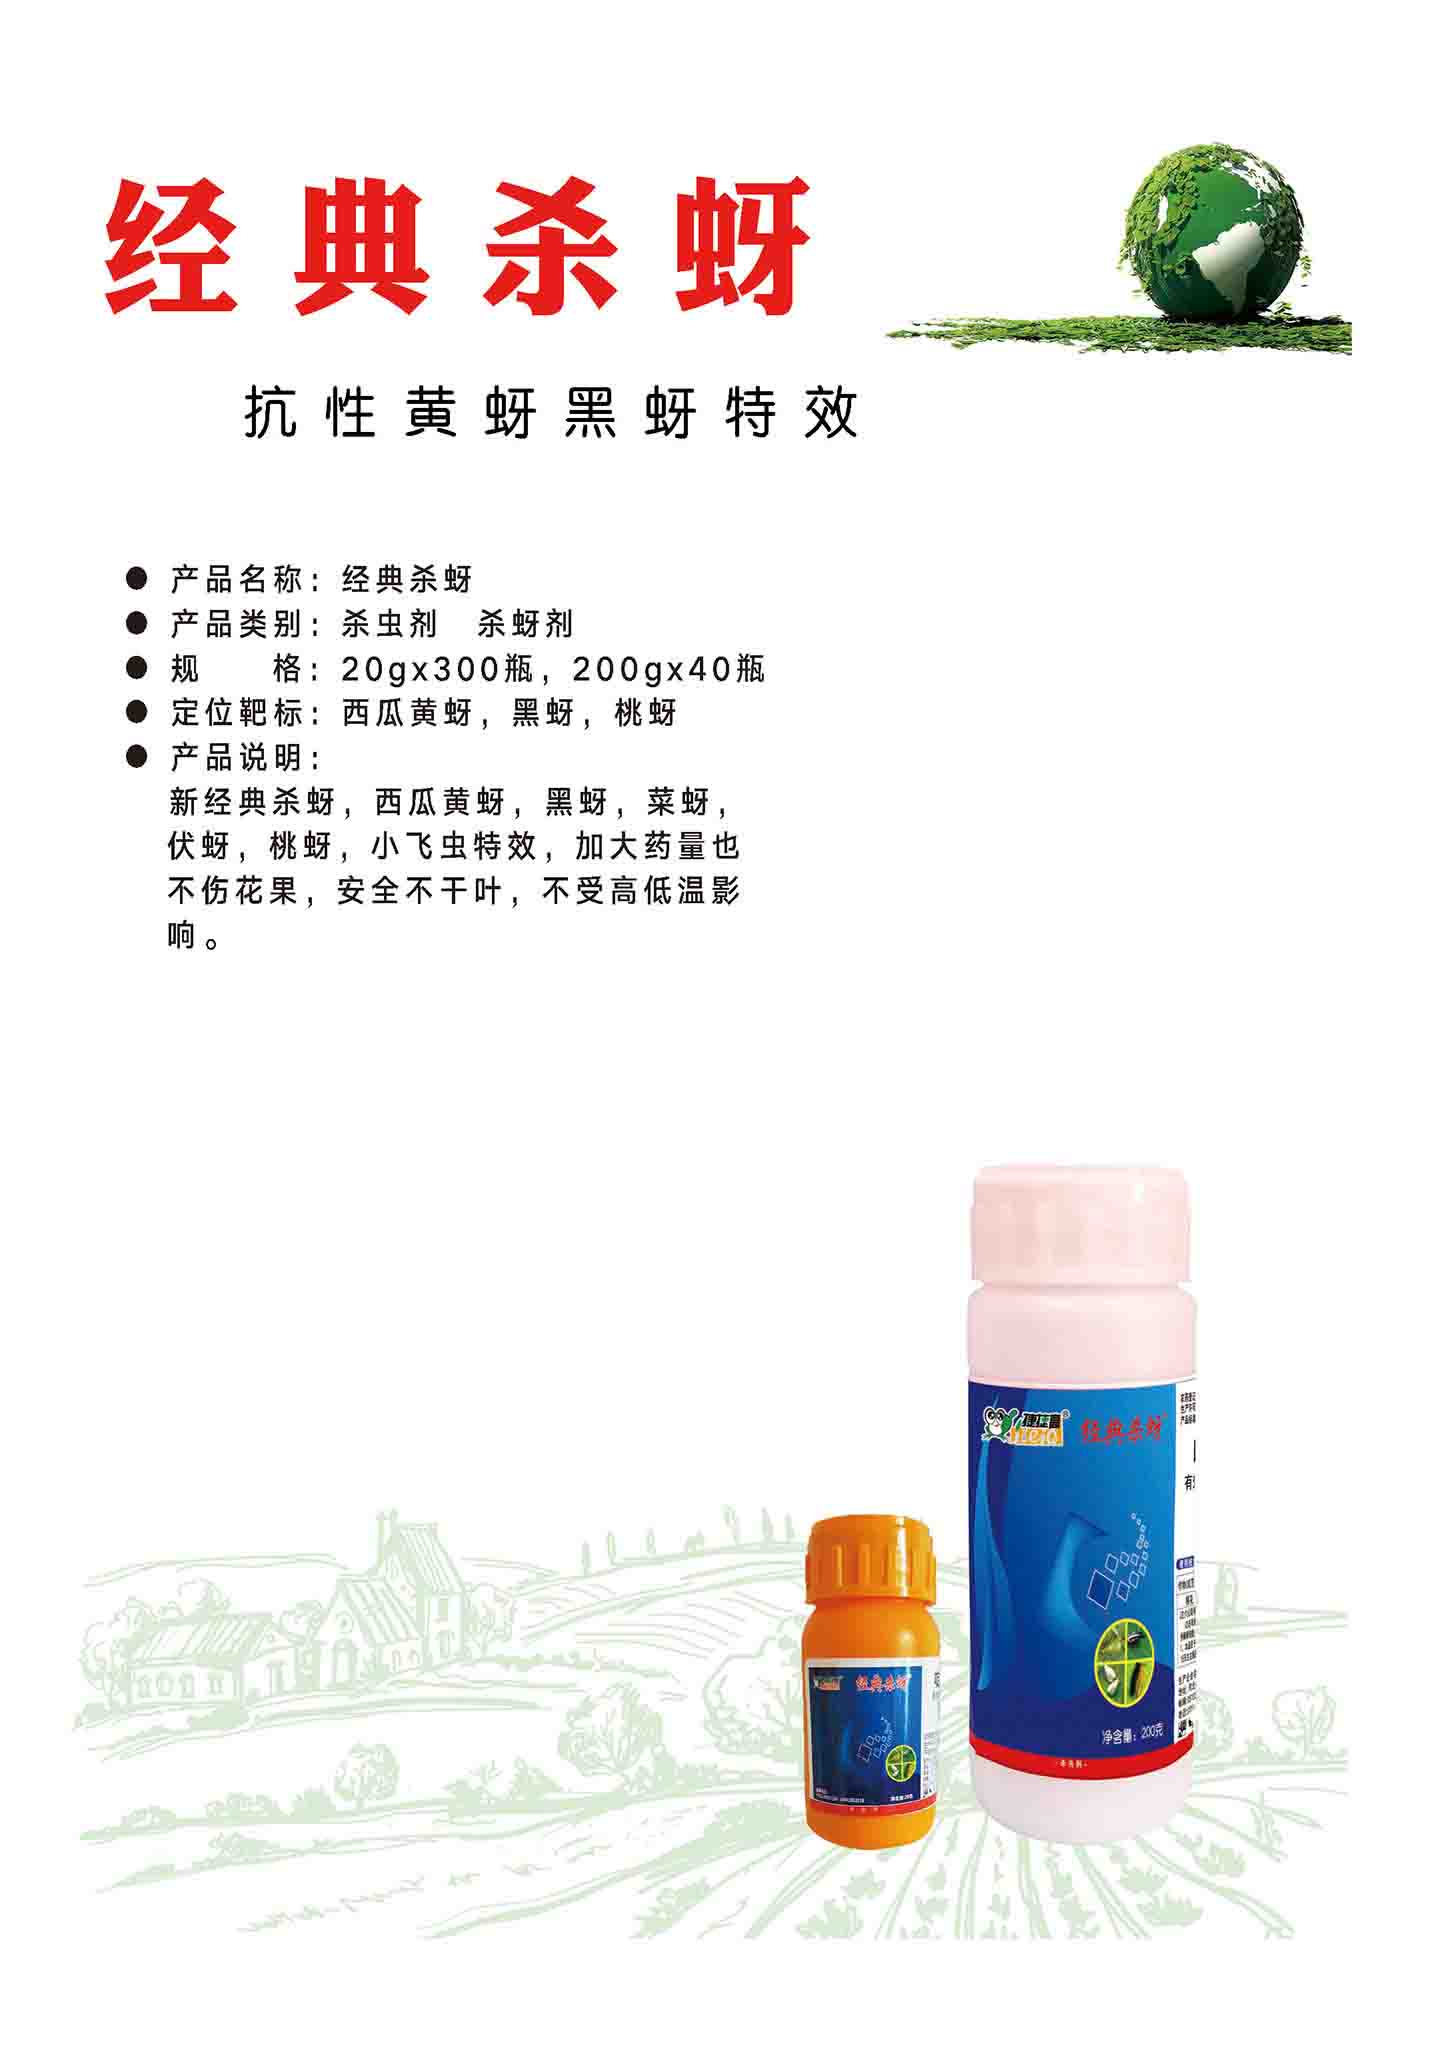 经典杀蚜
抗性黄蚜黑蚜特效
● 产品名称：经典杀蚜
● 产品类别：杀虫剂　杀蚜剂
● 规　　格：20gx300瓶，200gx40瓶
● 定位靶标：西瓜黄蚜，黑蚜，桃蚜
● 产品说明：
新经典杀蚜，西瓜黄蚜，黑蚜，菜蚜，
伏蚜，桃蚜，小飞虫特效，加大药量也
不伤花果，安全不干叶，不受高低温影
响。
经典杀蚜
净含量：200克
·杀虫剂·
经典杀蚜